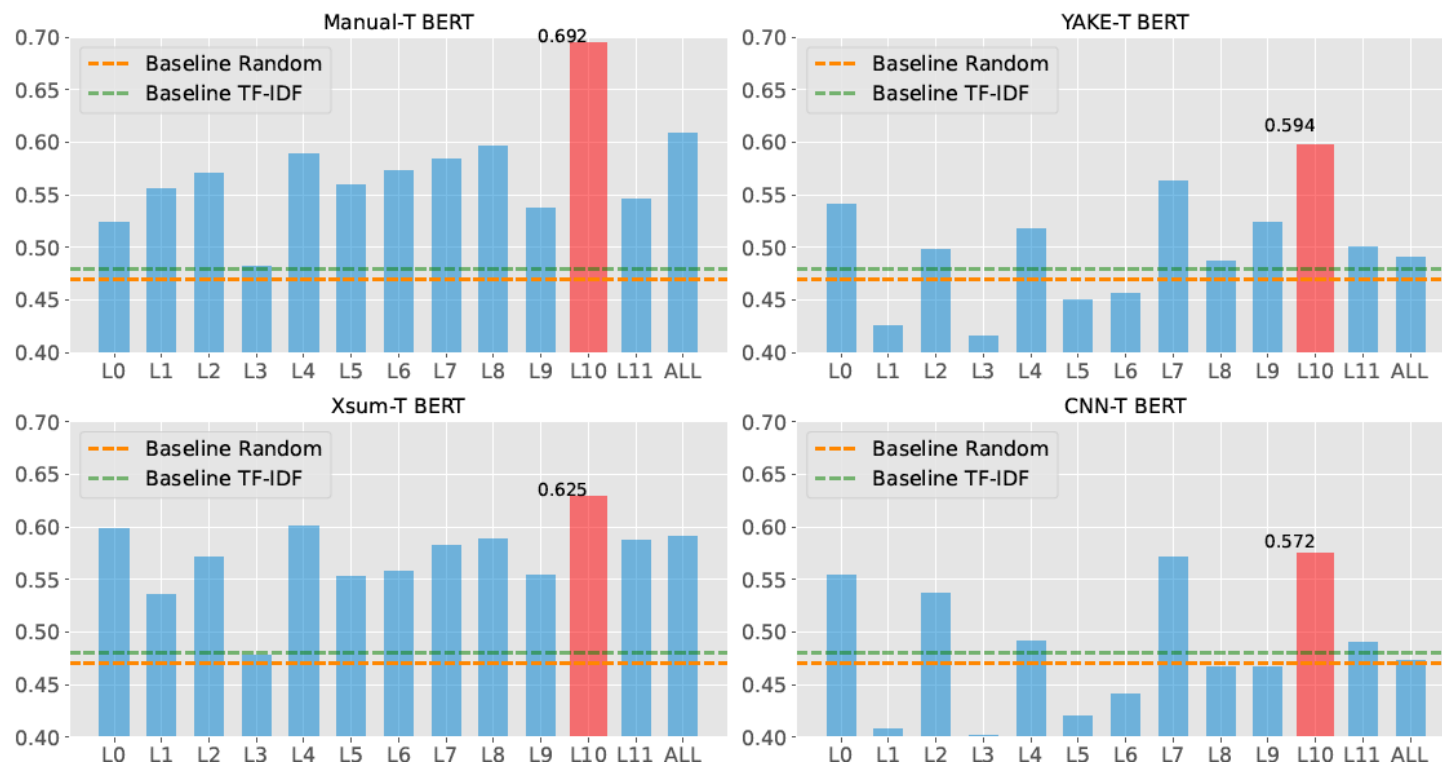 Manual-T BERT
0.70
0.65
0.60
0.55
0.50
0.45
0.40
Baseline Random
Baseline TF-IDF
0.692
L0 L1 L2 L3 L4 L5 L6 L7 L8 L9 L10 L11 ALL
YAKE-T BERT
0.70
0.65
0.60
0.55
0.50
0.45
0.40
Baseline Random
Baseline TF-IDF
0.594
L0 L1 L2 L3 L4 L5 L6 L7 L8 L9 L10 L11 ALL
Xsum-T BERT
0.70
0.65
0.60
0.55
0.50
0.45
0.40
Baseline Random
Baseline TF-IDF
0.625
L0 L1 L2 L3 L4 L5 L6 L7 L8 L9 L10 L11 ALL
CNN-T BERT
0.70
0.65
0.60
0.55
0.50
0.45
0.40
Baseline Random
Baseline TF-IDF
0.572
L0 L1 L2 L3 L4 L5 L6 L7 L8 L9 L10 L11 ALL